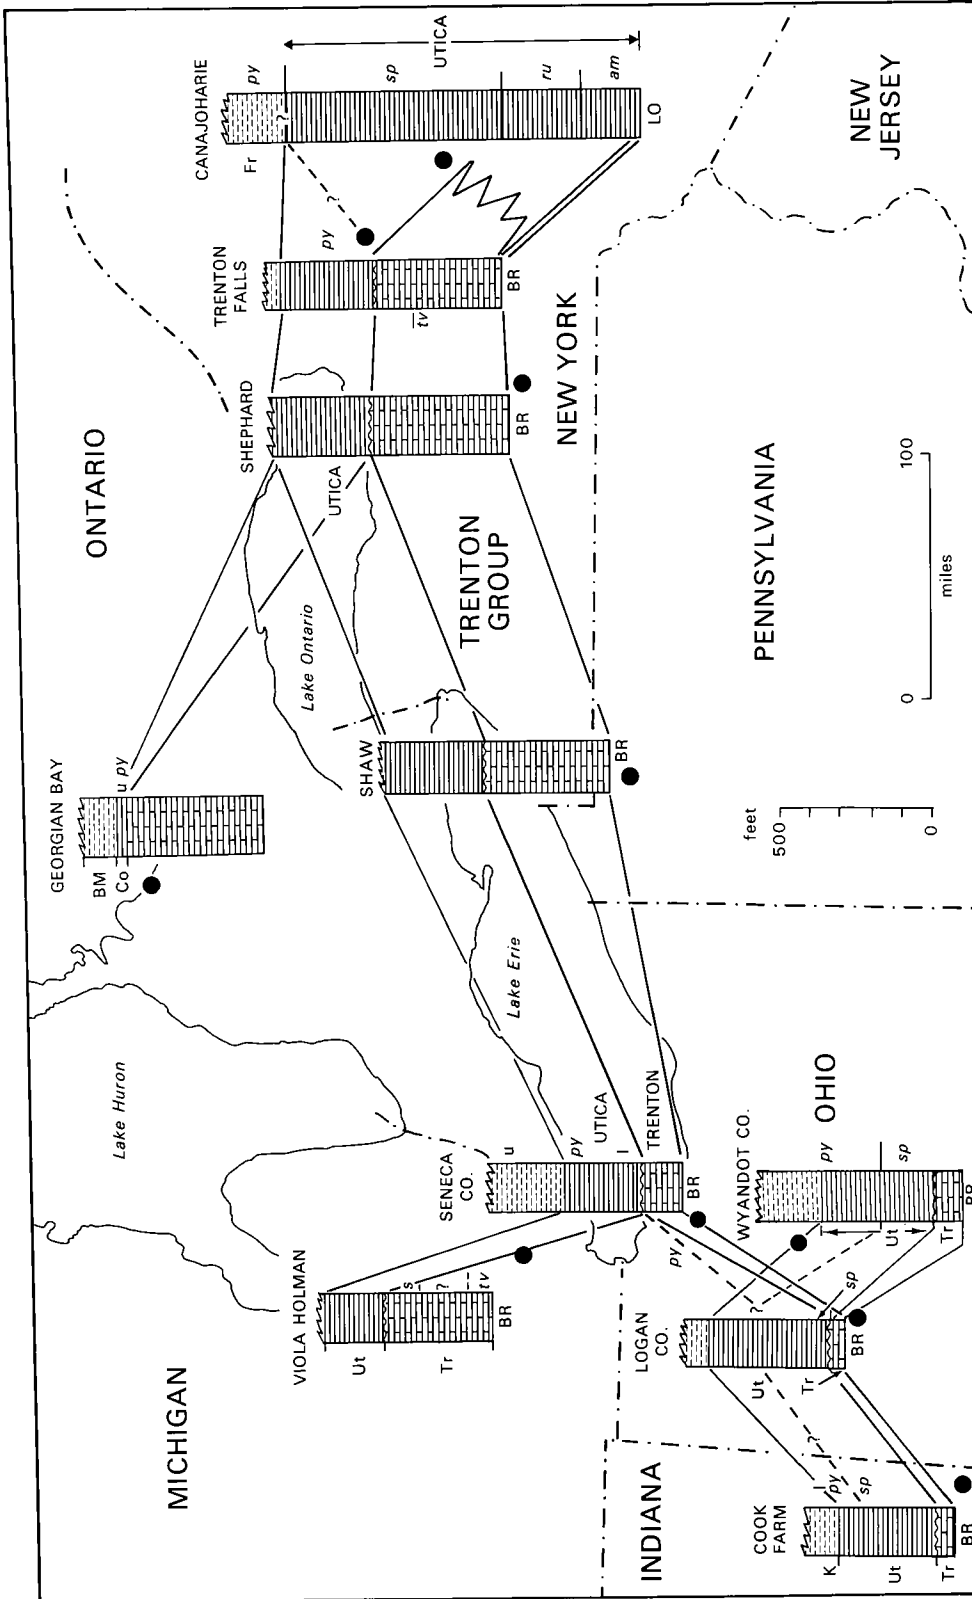 ONTARIO
MICHIGAN
INDIANA
OHIO
PENNSYLVANIA
NEW YORK
NEW
JERSEY
Lake Huron
Lake Erie
Lake Ontario
TRENTON
GROUP
UTICA
CANAJOHARIE
Fr
py
?
sp
ru
am
UTICA
LO
?
TRENTON
FALLS
py
tv
BR
SHEPHARD
BR
GEORGIAN BAY
BM
Co
u py
SHAW
BR
SENECA
CO.
u
py
UTICA
l
TRENTON
BR
VIOLA HOLMAN
Ut
Tr
s
?
tv
BR
WYANDOT CO.
py
sp
Ut
Tr
BR
LOGAN
CO.
Ut
Tr
py
?
sp
BR
COOK
FARM
K
Ut
Tr
l
py
sp
?
BR
feet
500
0
0
100
miles